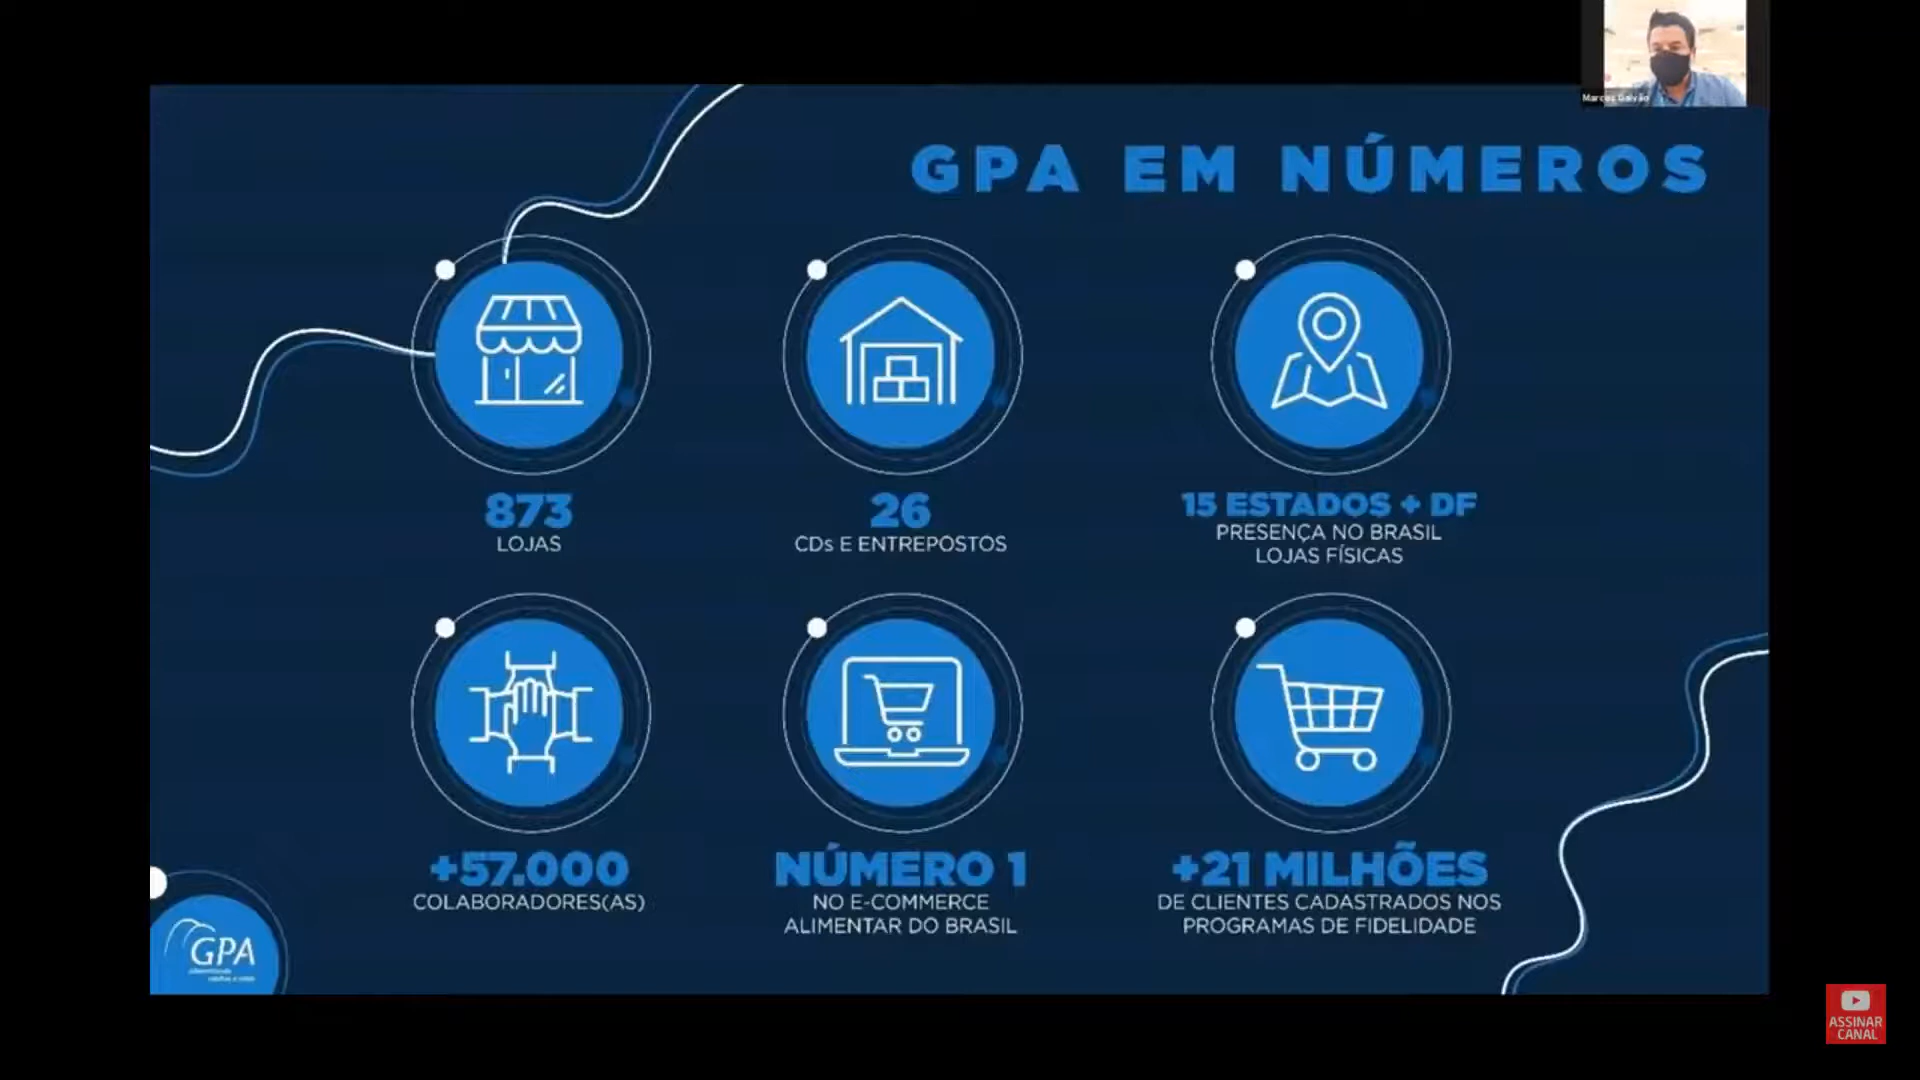 Marcos Galvão
GPA EM NÚMEROS
873
LOJAS
26
CDs E ENTREPOSTOS
15 ESTADOS + DF
PRESENÇA NO BRASIL
LOJAS FÍSICAS
+57.000
COLABORADORES(AS)
NÚMERO 1
NO E-COMMERCE
ALIMENTAR DO BRASIL
+21 MILHÕES
DE CLIENTES CADASTRADOS NOS
PROGRAMAS DE FIDELIDADE
GPA
ASSINAR
CANAL